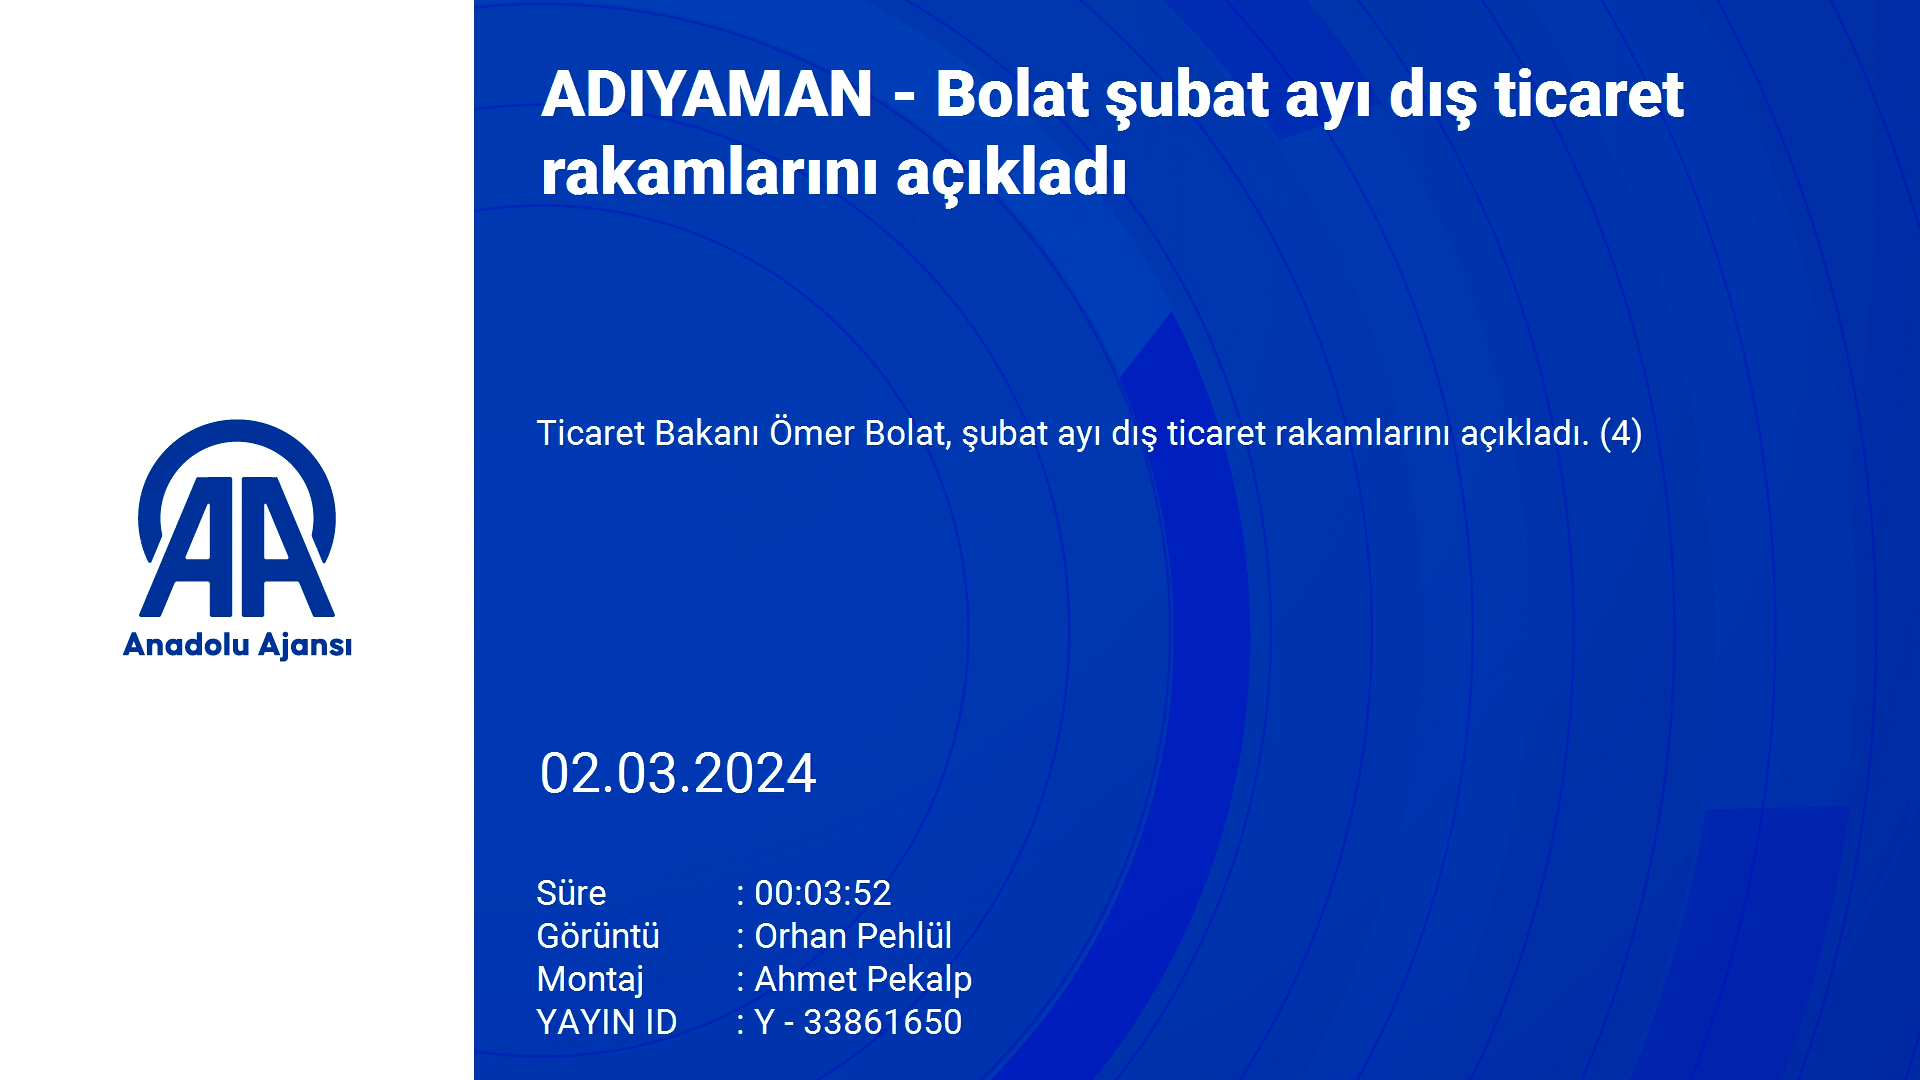 ADIYAMAN - Bolat şubat ayı dış ticaret
rakamlarını açıkladı
Ticaret Bakanı Ömer Bolat, şubat ayı dış ticaret rakamlarını açıkladı. (4)
AA
Anadolu Ajansı
02.03.2024
Süre : 00:03:52
Görüntü : Orhan Pehlül
Montaj : Ahmet Pekalp
YAYIN ID : Y - 33861650